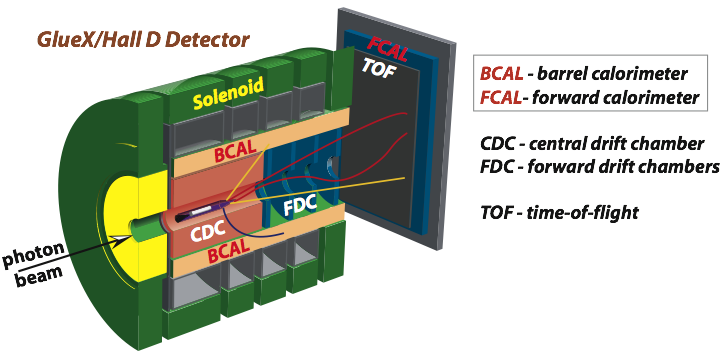 GlueX/Hall D Detector
FCAL
TOF
Solenoid
BCAL
CDC
FDC
BCAL
photon
beam
BCAL - barrel calorimeter
FCAL- forward calorimeter
CDC - central drift chamber
FDC - forward drift chambers
TOF - time-of-flight